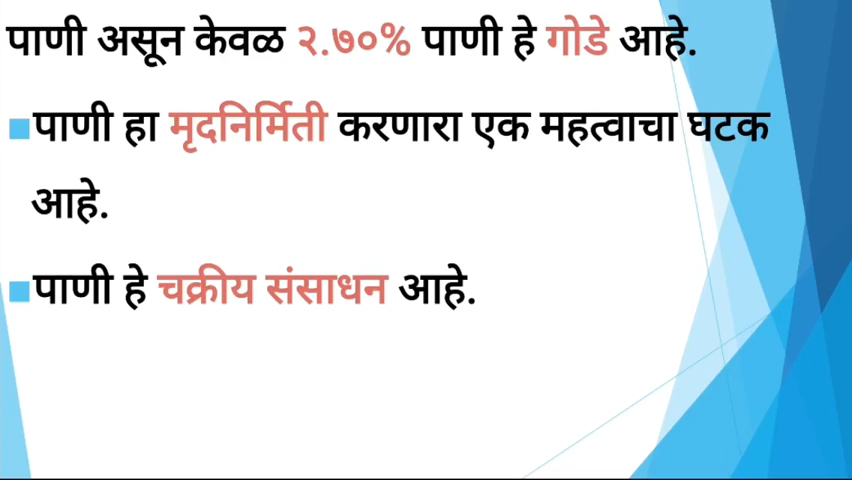 पाणी असून केवळ २.७०% पाणी हे गोडे आहे.
पाणी हा मृदनिर्मिती करणारा एक महत्वाचा घटक
आहे.
पाणी हे चक्रीय संसाधन आहे.